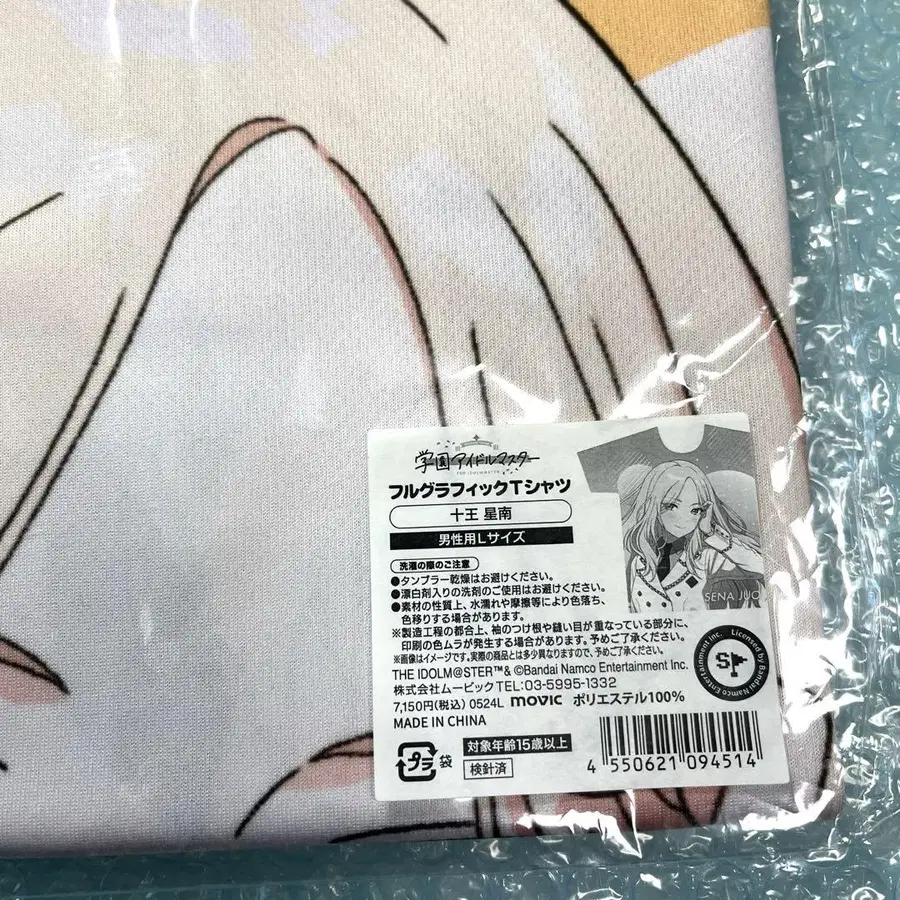 学園アイドルマスター
THE IDOLM@STER
フルグラフィックTシャツ
十王 星南
男性用Lサイズ
洗濯の際のご注意
●タンブラー乾燥はお避けください。
●漂白剤入りの洗剤のご使用はお避けください。
●素材の性質上、水濡れや摩擦等により色落ち、
色移りする場合があります。
※製造工程の都合上、袖のつけ根や縫い目が重なっている部分に、
印刷の色ムラが発生する場合があります。予めご了承ください。
※画像はイメージです。実際の商品とは多少異なりますので、予めご了承ください。
THE IDOLM@STER™& ©Bandai Namco Entertainment Inc.
株式会社ムービック TEL:03-5995-1332
7,150円(税込) 0524L movic ポリエステル100%
MADE IN CHINA
プラ 袋
対象年齢15歳以上
検針済
4 550621 094514
SENA JUO
Licensed by Bandai Namco Entertainment Inc.
S